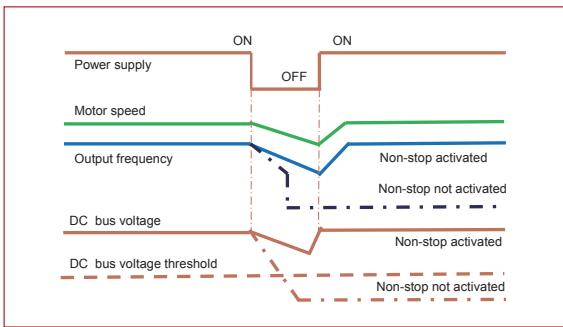 ON ON
Power supply OFF
Motor speed
Output frequency Non-stop activated
Non-stop not activated
DC bus voltage
Non-stop activated
DC bus voltage threshold
Non-stop not activated